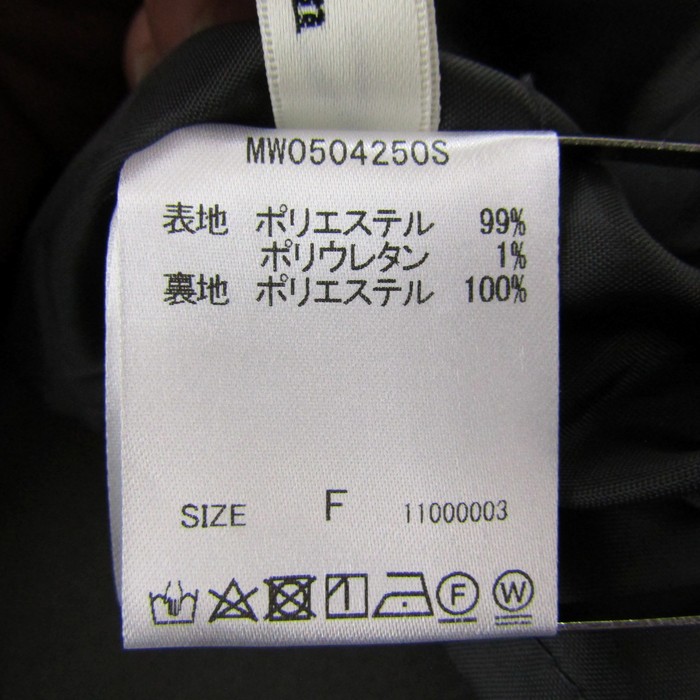 MW0504250S
表地 ポリエステル 99%
ポリウレタン 1%
裏地 ポリエステル 100%
SIZE F 11000003
F W